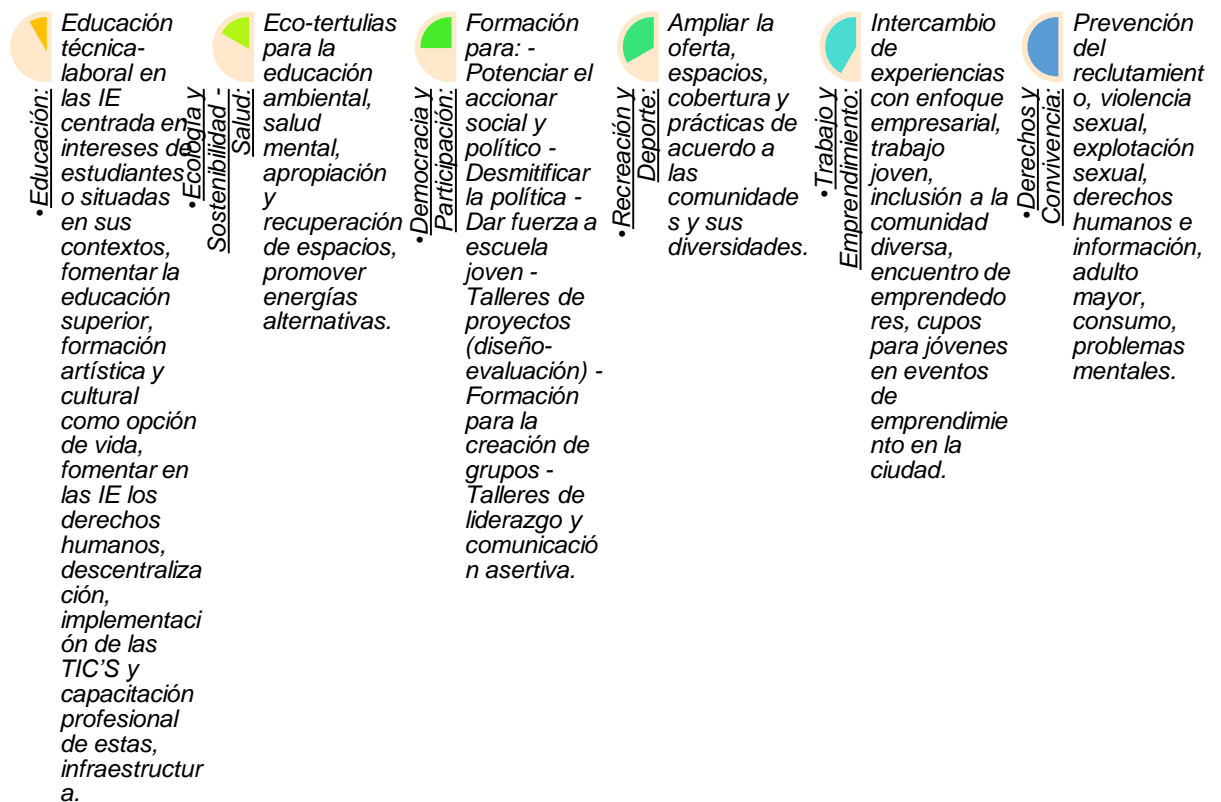 •Educación:
Educación
técnica-
laboral en
las IE
centrada en
intereses de
estudiantes
o situadas
en sus
contextos,
fomentar la
educación
superior,
formación
artística y
cultural
como opción
de vida,
fomentar en
las IE los
derechos
humanos,
descentraliza
ción,
implementaci
ón de las
TIC’S y
capacitación
profesional
de estas,
infraestructur
a.
•Ecología y
Sostenibilidad -
Salud:
Eco-tertulias
para la
educación
ambiental,
salud
mental,
apropiación
y
recuperación
de espacios,
promover
energías
alternativas.
•Democracia y
Participación:
Formación
para: -
Potenciar el
accionar
social y
político -
Desmitificar
la política -
Dar fuerza a
escuela
joven -
Talleres de
proyectos
(diseño-
evaluación) -
Formación
para la
creación de
grupos -
Talleres de
liderazgo y
comunicació
n asertiva.
•Recreación y
Deporte:
Ampliar la
oferta,
espacios,
cobertura y
prácticas de
acuerdo a
las
comunidade
s y sus
diversidades.
•Trabajo y
Emprendimiento:
Intercambio
de
experiencias
con enfoque
empresarial,
trabajo
joven,
inclusión a la
comunidad
diversa,
encuentro de
emprendedo
res, cupos
para jóvenes
en eventos
de
emprendimie
nto en la
ciudad.
•Derechos y
Convivencia:
Prevención
del
reclutamient
o, violencia
sexual,
explotación
sexual,
derechos
humanos e
información,
adulto
mayor,
consumo,
problemas
mentales.